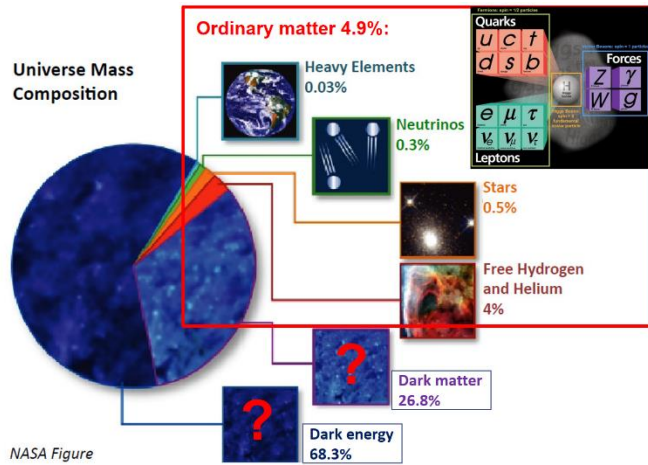 Ordinary matter 4.9%:
Universe Mass
Composition
Heavy Elements
0.03%
Neutrinos
0.3%
Stars
0.5%
Free Hydrogen
and Helium
4%
Dark matter
26.8%
Dark energy
68.3%
NASA Figure
Quarks
u c t
d s b
Forces
Z γ
W g
H
e μ τ
νe νμ ντ
Leptons
? 
?